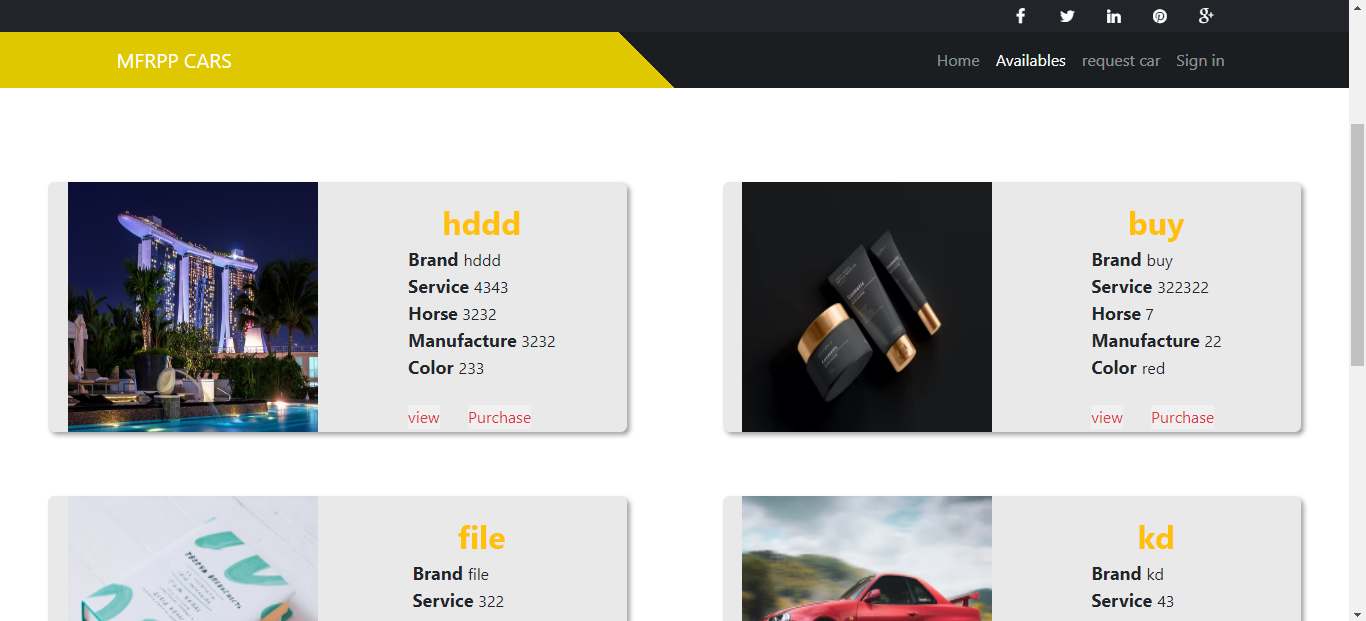 MFRPP CARS
Home Availables request car Sign in
hddd
Brand hddd
Service 4343
Horse 3232
Manufacture 3232
Color 233
view Purchase
buy
Brand buy
Service 322322
Horse 7
Manufacture 22
Color red
view Purchase
file
Brand file
Service 322
kd
Brand kd
Service 43